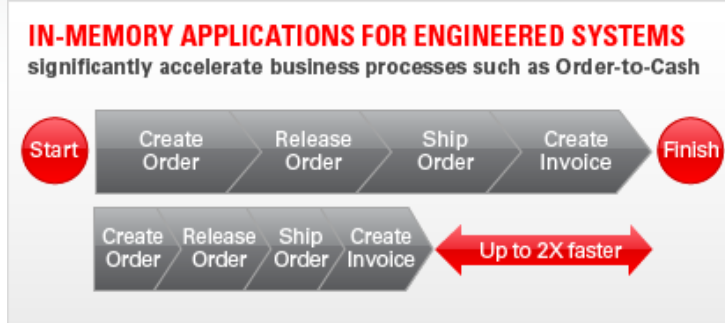 IN-MEMORY APPLICATIONS FOR ENGINEERED SYSTEMS
significantly accelerate business processes such as Order-to-Cash
Start
Create
Order
Release
Order
Ship
Order
Create
Invoice
Finish
Create
Order
Release
Order
Ship
Order
Create
Invoice
Up to 2X faster